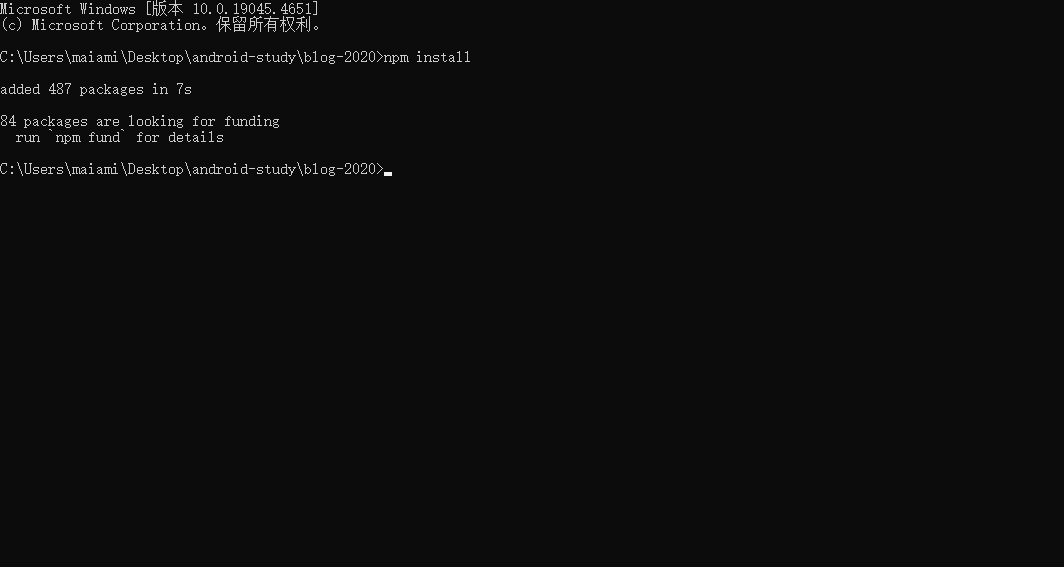 Microsoft Windows [版本 10.0.19045.4651]
(c) Microsoft Corporation。保留所有权利。
C:\Users\maiami\Desktop\android-study\blog-2020>npm install
added 487 packages in 7s
84 packages are looking for funding
run `npm fund` for details
C:\Users\maiami\Desktop\android-study\blog-2020>